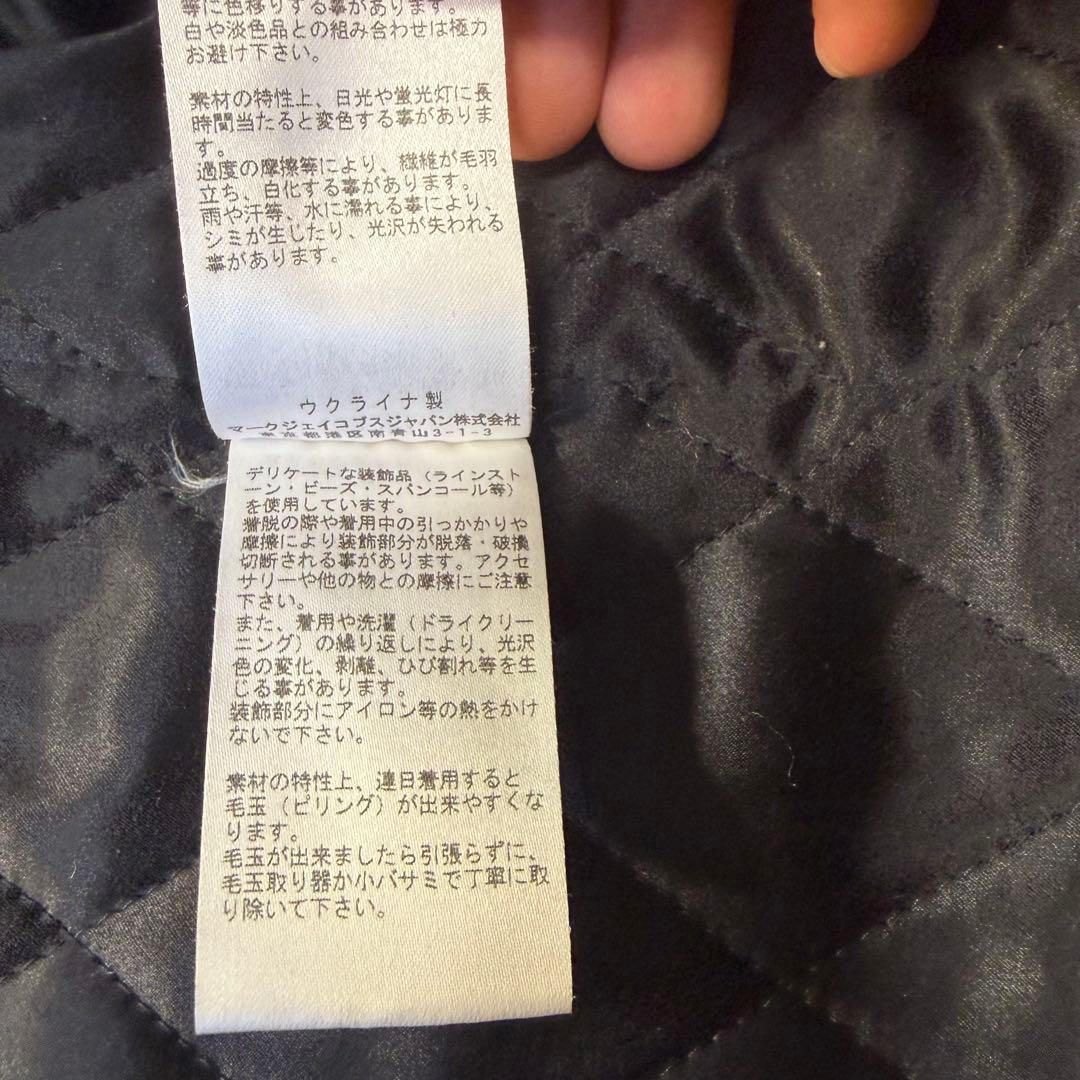 等に色移りする事があります。
白や淡色品との組み合わせは極力
お避け下さい。
素材の特性上、日光や蛍光灯に長
時間当たると変色する事がありま
す。
過度の摩擦等により、繊維が毛羽
立ち、白化する事があります。
雨や汗等、水に濡れる事により、
シミが生じたり、光沢が失われる
事があります。
ウクライナ製
マークジェイコブスジャパン株式会社
東京都港区南青山3-1-3
デリケートな装飾品（ラインスト
ーン・ビーズ・スパンコール等）
を使用しています。
着脱の際や着用中の引っかかりや
摩擦により装飾部分が脱落・破損
切断される事があります。アクセ
サリーや他の物との摩擦にご注意
下さい。
また、着用や洗濯（ドライクリー
ニング）の繰り返しにより、光沢
色の変化、剥離、ひび割れ等を生
じる事があります。
装飾部分にアイロン等の熱をかけ
ないで下さい。
素材の特性上、連日着用すると
毛玉（ピリング）が出来やすくな
ります。
毛玉が出来ましたら引張らずに、
毛玉取り器か小バサミで丁寧に取
り除いて下さい。